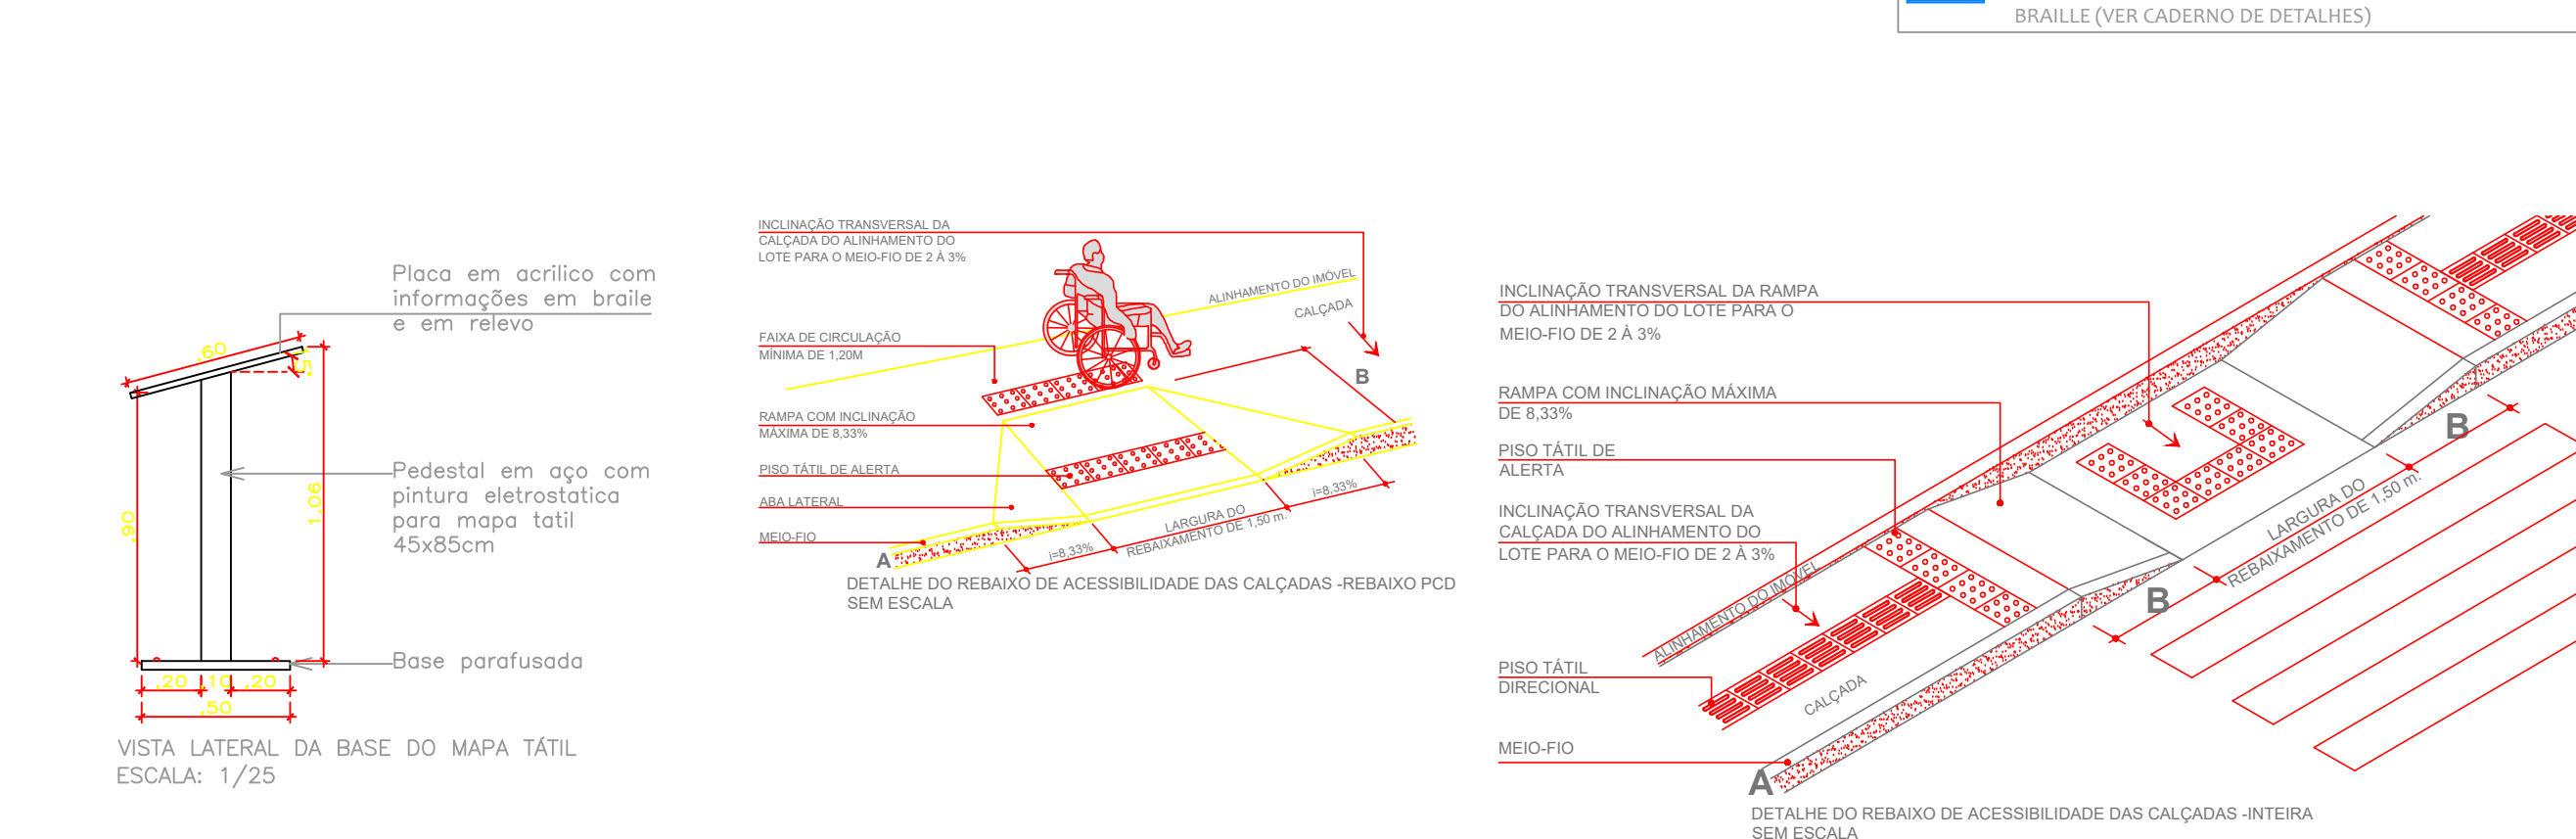 BRAILLE (VER CADERNO DE DETALHES)
Placa em acrilico com
informações em braile
e em relevo
,60
,90
1,06
Pedestal em aço com
pintura eletrostatica
para mapa tatil
45x85cm
Base parafusada
,20 ,10 ,20
,50
VISTA LATERAL DA BASE DO MAPA TÁTIL
ESCALA: 1/25
INCLINAÇÃO TRANSVERSAL DA
CALÇADA DO ALINHAMENTO DO
LOTE PARA O MEIO-FIO DE 2 À 3%
FAIXA DE CIRCULAÇÃO
MÍNIMA DE 1,20M
RAMPA COM INCLINAÇÃO
MÁXIMA DE 8,33%
PISO TÁTIL DE ALERTA
ABA LATERAL
MEIO-FIO
ALINHAMENTO DO IMÓVEL
CALÇADA
B
A
i=8,33%
LARGURA DO
REBAIXAMENTO DE 1,50 m.
i=8,33%
DETALHE DO REBAIXO DE ACESSIBILIDADE DAS CALÇADAS -REBAIXO PCD
SEM ESCALA
INCLINAÇÃO TRANSVERSAL DA RAMPA
DO ALINHAMENTO DO LOTE PARA O
MEIO-FIO DE 2 À 3%
RAMPA COM INCLINAÇÃO MÁXIMA
DE 8,33%
PISO TÁTIL DE
ALERTA
INCLINAÇÃO TRANSVERSAL DA
CALÇADA DO ALINHAMENTO DO
LOTE PARA O MEIO-FIO DE 2 À 3%
PISO TÁTIL
DIRECIONAL
MEIO-FIO
ALINHAMENTO DO IMÓVEL
CALÇADA
A
B
B
LARGURA DO
REBAIXAMENTO DE 1,50 m.
DETALHE DO REBAIXO DE ACESSIBILIDADE DAS CALÇADAS -INTEIRA
SEM ESCALA